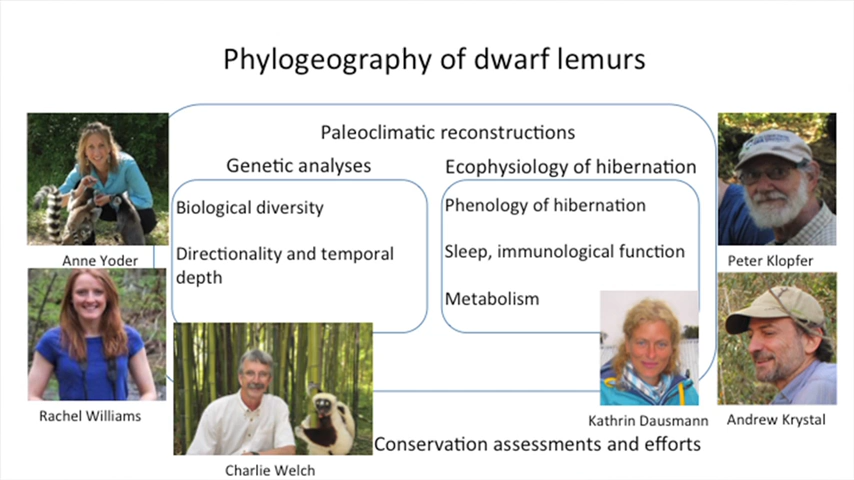 Phylogeography of dwarf lemurs
Paleoclimatic reconstructions
Genetic analyses
Ecophysiology of hibernation
Biological diversity
Directionality and temporal
depth
Phenology of hibernation
Sleep, immunological function
Metabolism
Anne Yoder
Peter Klopfer
Rachel Williams
Kathrin Dausmann
Andrew Krystal
Charlie Welch
Conservation assessments and efforts